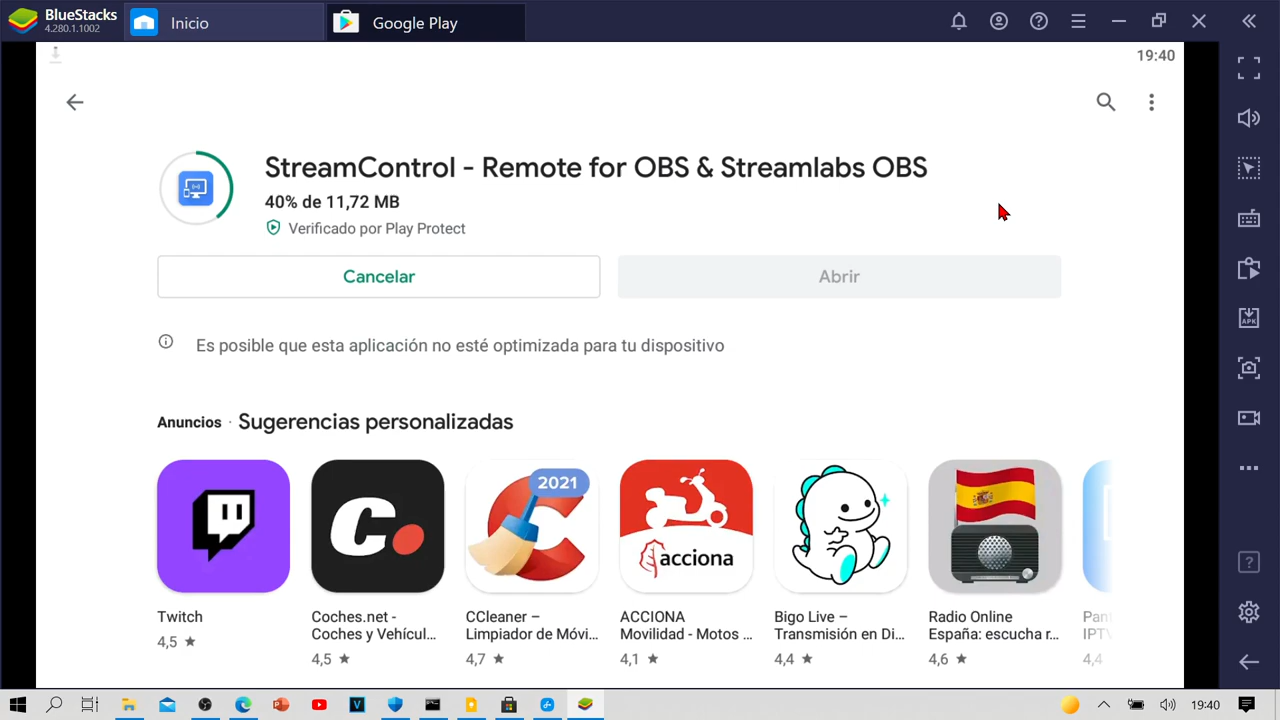 BlueStacks
4.280.1.1002
Inicio
Google Play
19:40
StreamControl - Remote for OBS & Streamlabs OBS
40% de 11,72 MB
Verificado por Play Protect
Cancelar
Abrir
Es posible que esta aplicación no esté optimizada para tu dispositivo
Anuncios · Sugerencias personalizadas
2021
acciona
Twitch
4,5 ★
Coches.net -
Coches y Vehícul...
4,5 ★
CCleaner –
Limpiador de Móvi...
4,7 ★
ACCIONA
Movilidad - Motos ...
4,1 ★
Bigo Live –
Transmisión en Di...
4,4 ★
Radio Online
España: escucha r...
4,6 ★
IPTV
4,4
APK
19:40